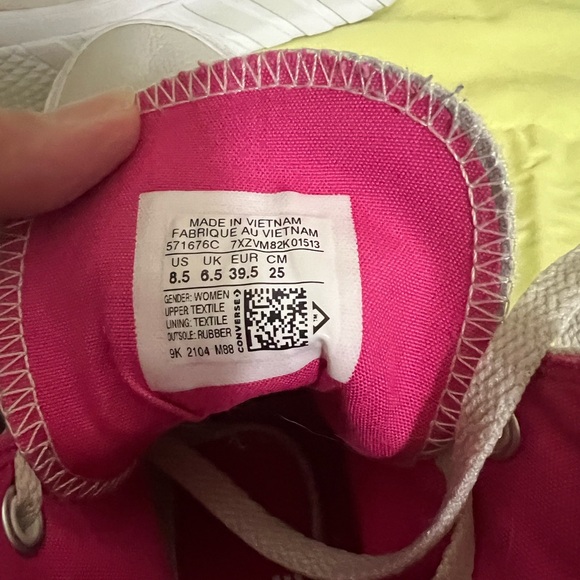 MADE IN VIETNAM
FABRIQUE AU VIETNAM
571676C 7XZVM82K01513
US UK EUR CM
8.5 6.5 39.5 25
GENDER: WOMEN
UPPER TEXTILE
LINING: TEXTILE
OUTSOLE: RUBBER
9K 2104 M88
CONVERSE